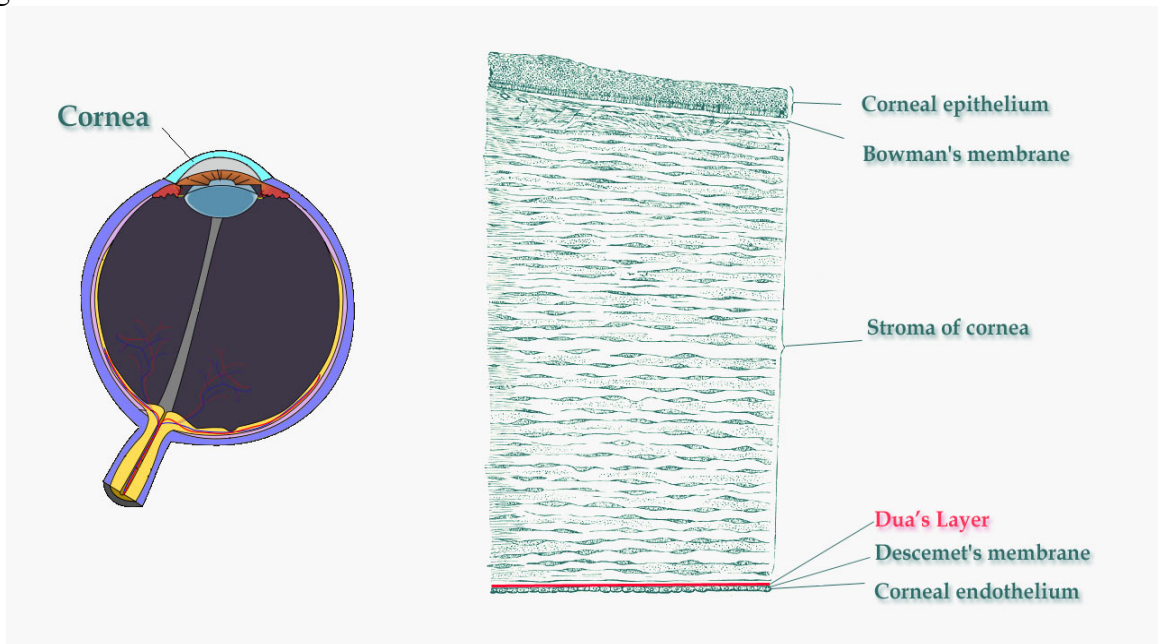 Cornea
Corneal epithelium
Bowman's membrane
Stroma of cornea
Dua’s Layer
Descemet's membrane
Corneal endothelium